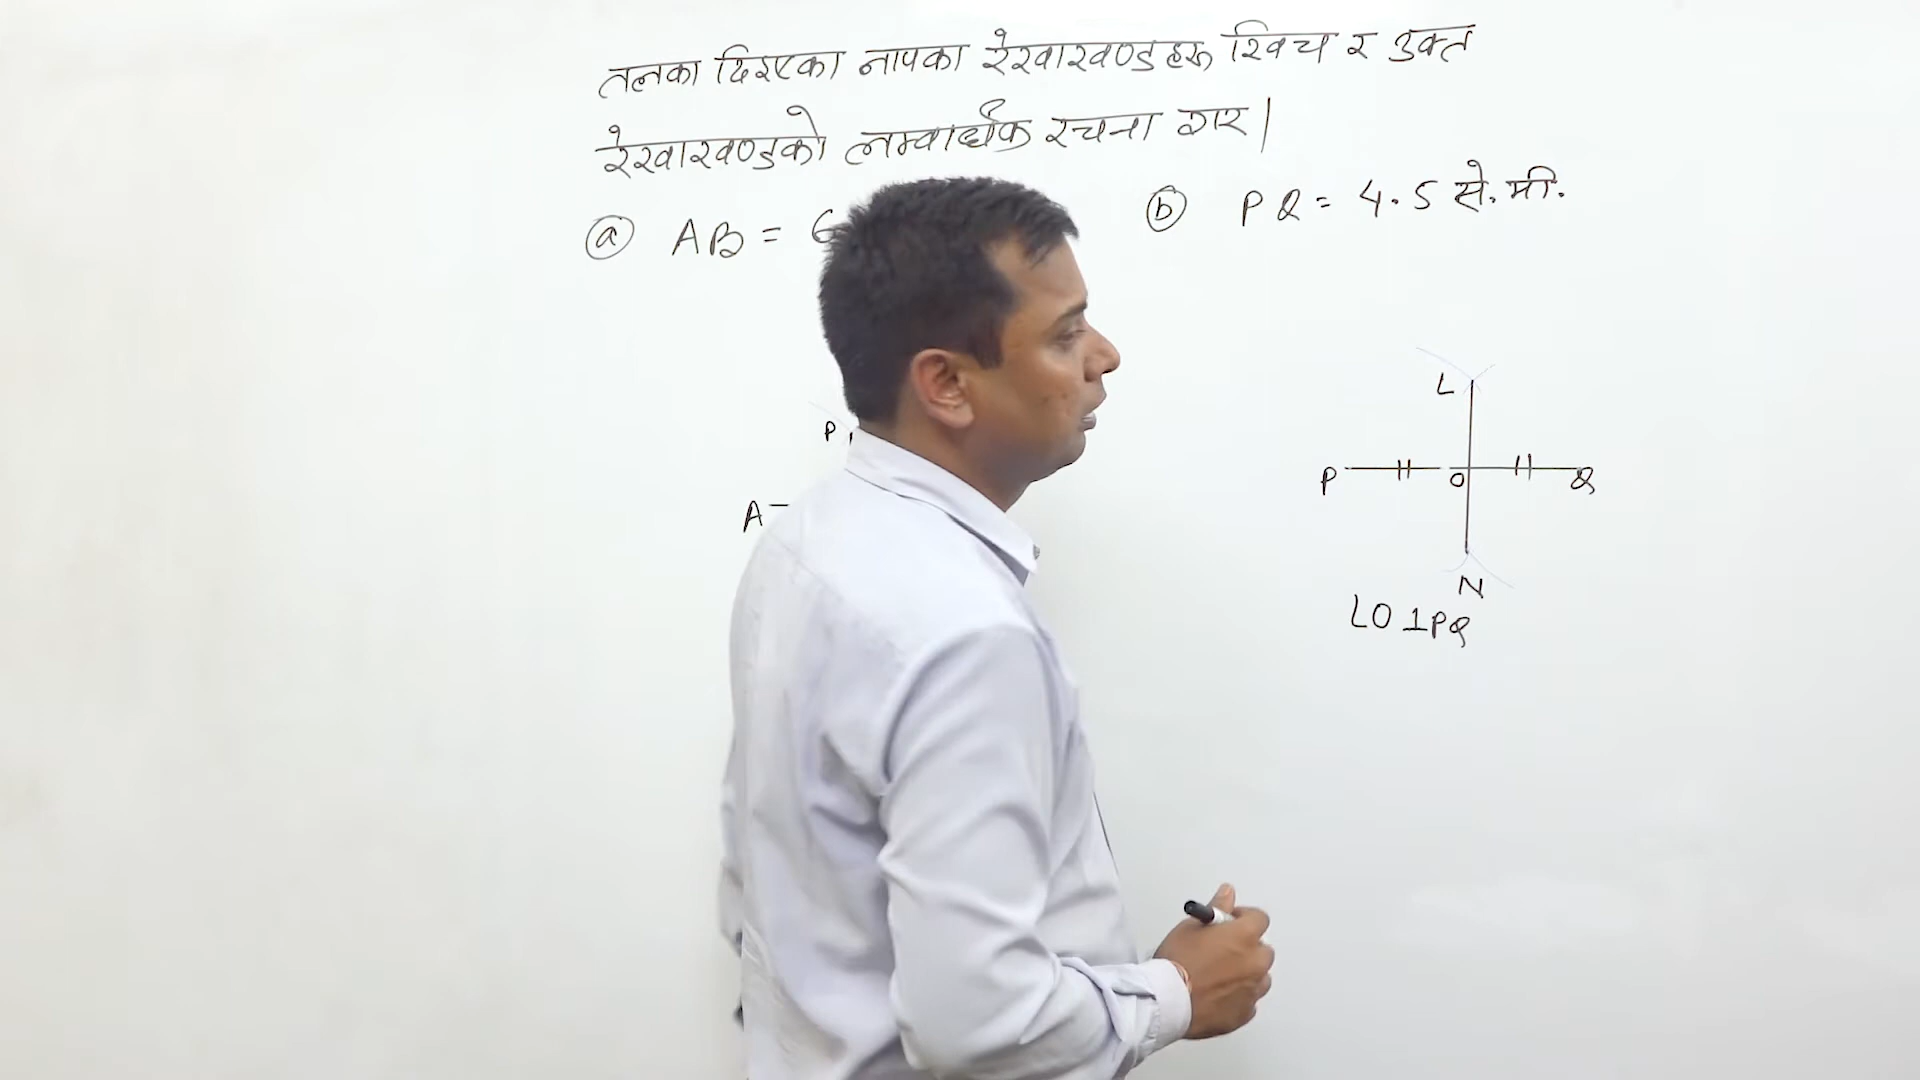 तलका दिइएका नापका रेखाखण्डहरू खिच र उक्त
रेखाखण्डको लम्बार्धक रचना गर।
ⓐ AB = 6
ⓑ PQ = 4.5 से.मी.
P
A
L
P O Q
N
LO ⊥ PQ